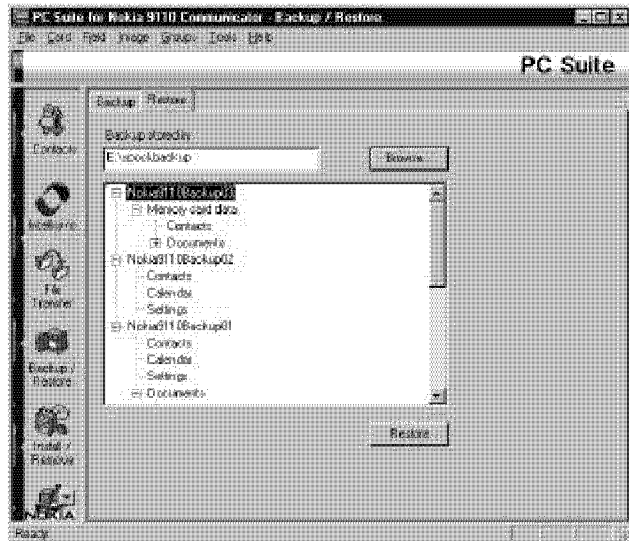 PC Suite for Nokia 9110 Communicator - Backup / Restore
File Card Field Image Groups Tools Help
PC Suite
Backup Restore
Contacts
Backup stored in
Browse
Nokia9110Backup03
Memory card data
Contacts
Documents
Nokia9110Backup02
Contacts
Calendar
Settings
Nokia9110Backup01
Contacts
Calendar
Settings
Documents
File
Transfer
Backup /
Restore
Install /
Remove
Restore
NOKIA
Ready